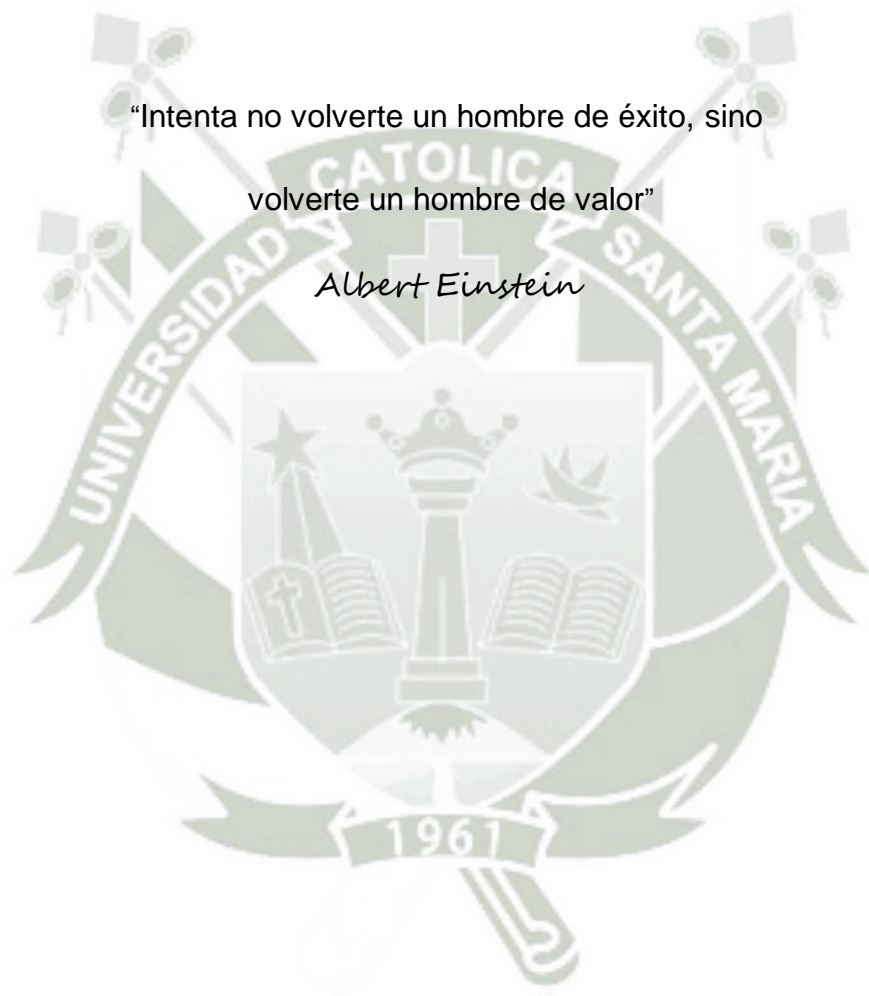 “Intenta no volverte un hombre de éxito, sino
volverte un hombre de valor”
Albert Einstein
UNIVERSIDAD CATOLICA SANTA MARIA
1961